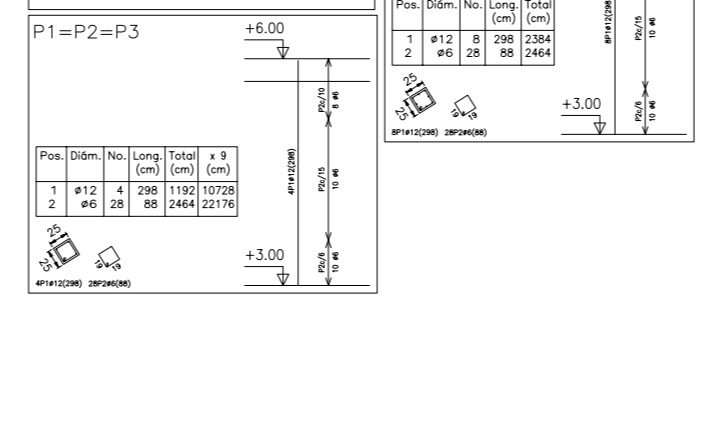 P1=P2=P3
+6.00
Pos. Diám. No. Long. (cm) Total (cm) x 9 (cm)
1 ø12 4 298 1192 10728
2 ø6 28 88 2464 22176
25
25
19
19
4P1ø12(298) 28P2ø6(88)
4P1ø12(298)
P2c/10
8 ø6
P2c/15
10 ø6
P2c/6
10 ø6
+3.00
Pos. Diám. No. Long. (cm) Total (cm)
1 ø12 8 298 2384
2 ø6 28 88 2464
25
25
19
19
8P1ø12(298) 28P2ø6(88)
8P1ø12(298
P2c/15
10 ø6
P2c/6
10 ø6
+3.00